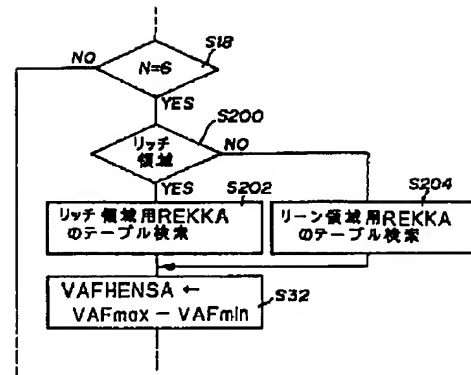 S18
NO
N=6
YES
S200
リッチ
領域
NO
YES
S202
S204
リッチ領域用REKKA
のテーブル検索
リーン領域用REKKA
のテーブル検索
S32
VAFHENSA ←
VAFmax − VAFmin